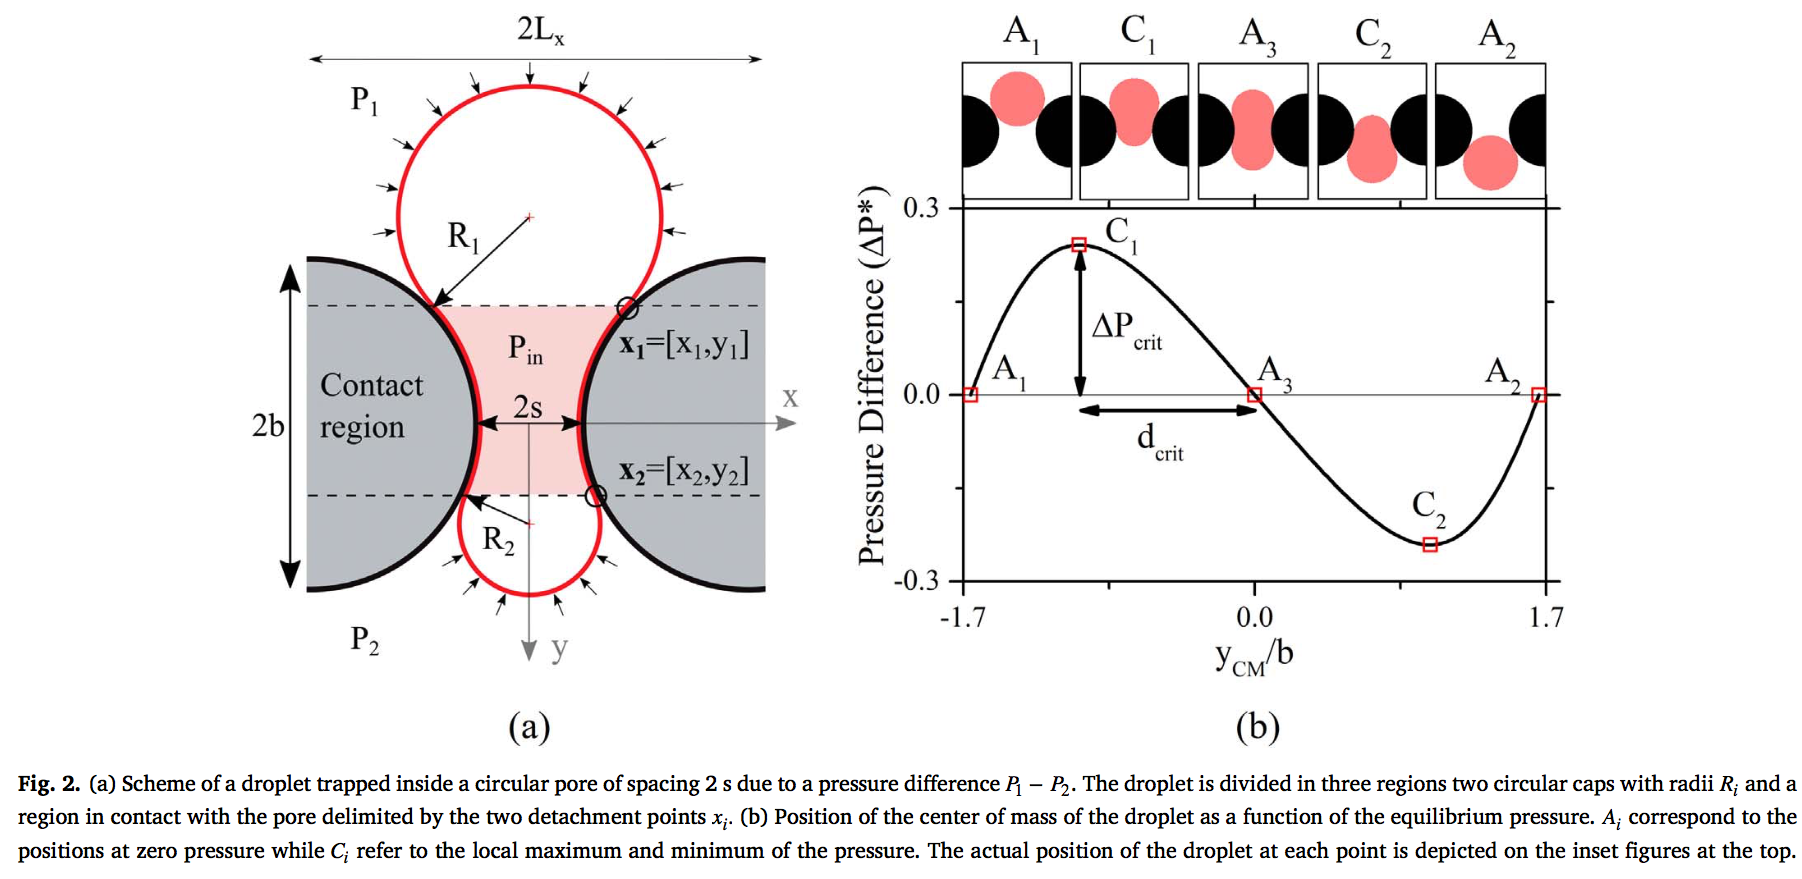 2Lₓ
P₁
R₁
Pᵢₙ
x₁=[x₁,y₁]
Contact
region
2b
2s
x
x₂=[x₂,y₂]
R₂
P₂
y
(a)
A₁ C₁ A₃ C₂ A₂
Pressure Difference (ΔP*)
0.3
0.0
-0.3
C₁
ΔP_crit
A₁
A₃
A₂
d_crit
C₂
-1.7 0.0 1.7
y_CM/b
(b)
Fig. 2. (a) Scheme of a droplet trapped inside a circular pore of spacing 2 s due to a pressure difference P₁ − P₂. The droplet is divided in three regions two circular caps with radii Rᵢ and a
region in contact with the pore delimited by the two detachment points xᵢ. (b) Position of the center of mass of the droplet as a function of the equilibrium pressure. Aᵢ correspond to the
positions at zero pressure while Cᵢ refer to the local maximum and minimum of the pressure. The actual position of the droplet at each point is depicted on the inset figures at the top.